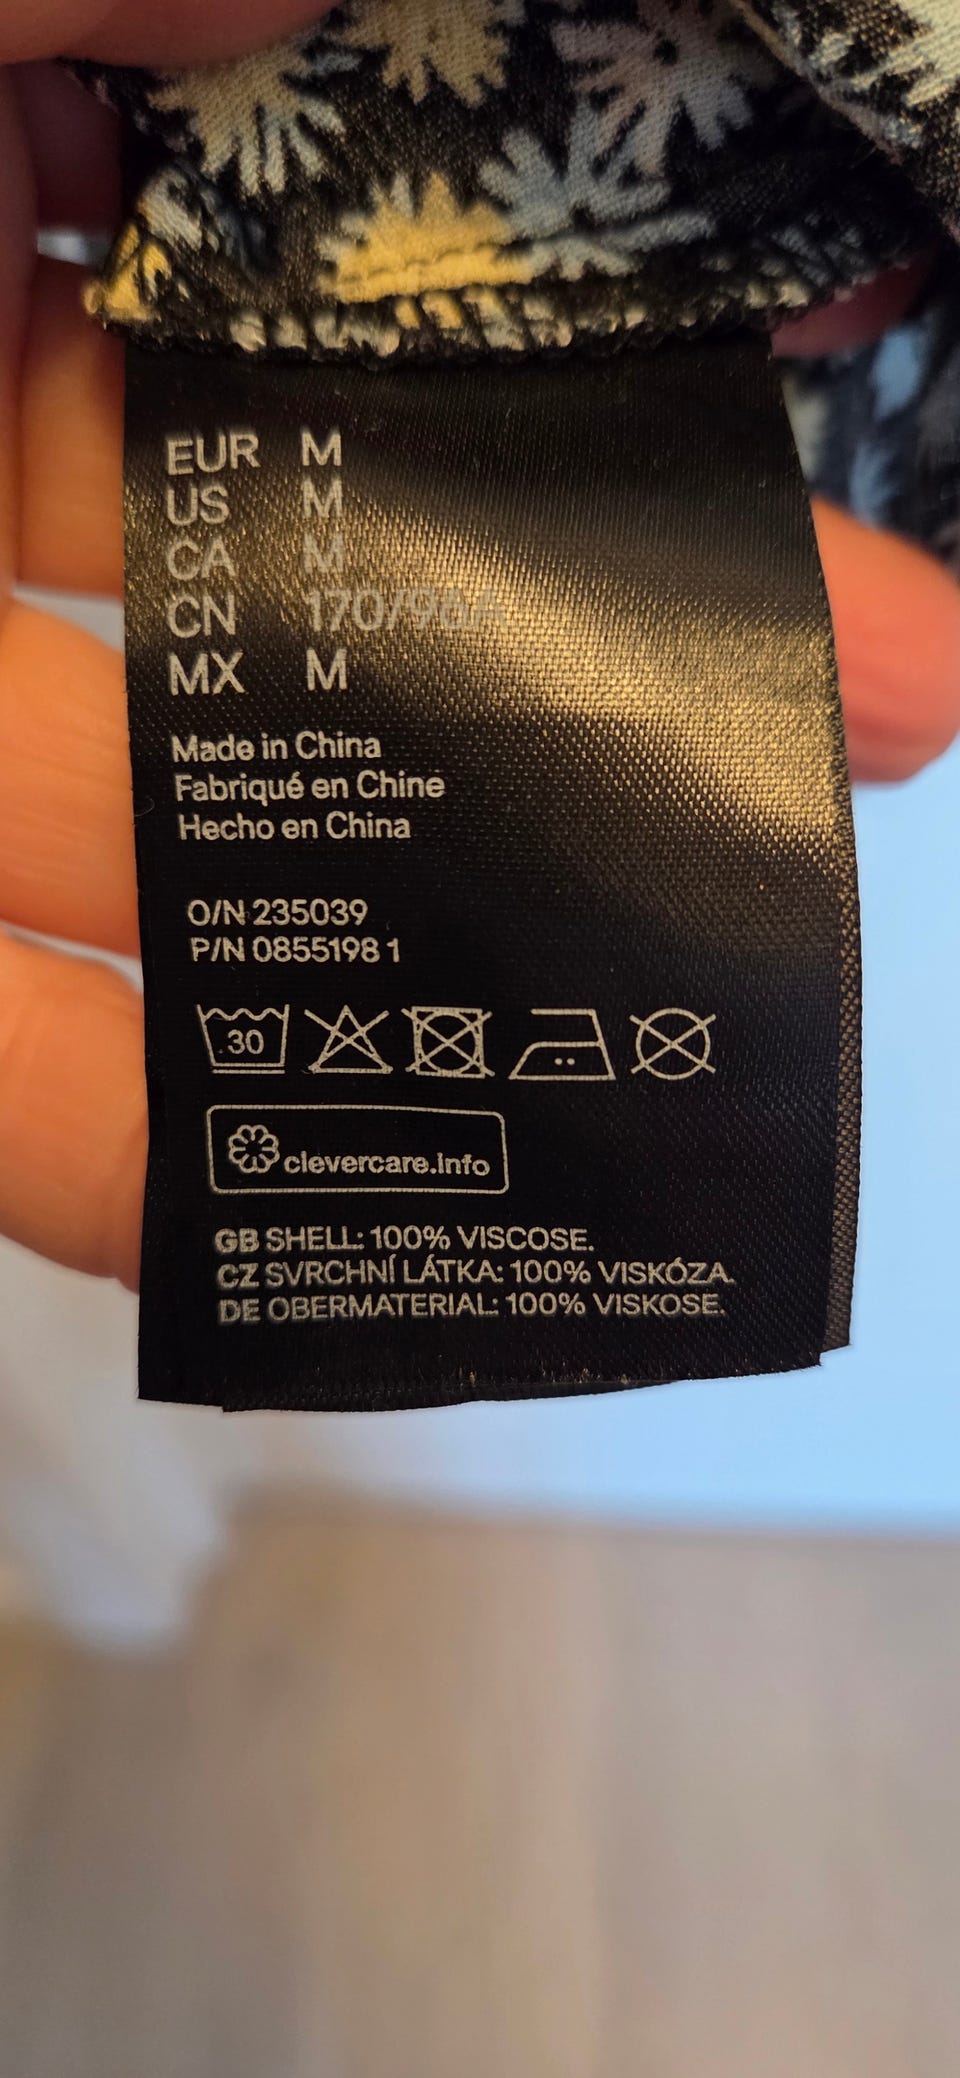 EUR M
US M
CA M
CN 170/96A
MX M
Made in China
Fabriqué en Chine
Hecho en China
O/N 235039
P/N 0855198 1
30
clevercare.info
GB SHELL: 100% VISCOSE.
CZ SVRCHNÍ LÁTKA: 100% VISKÓZA.
DE OBERMATERIAL: 100% VISKOSE.